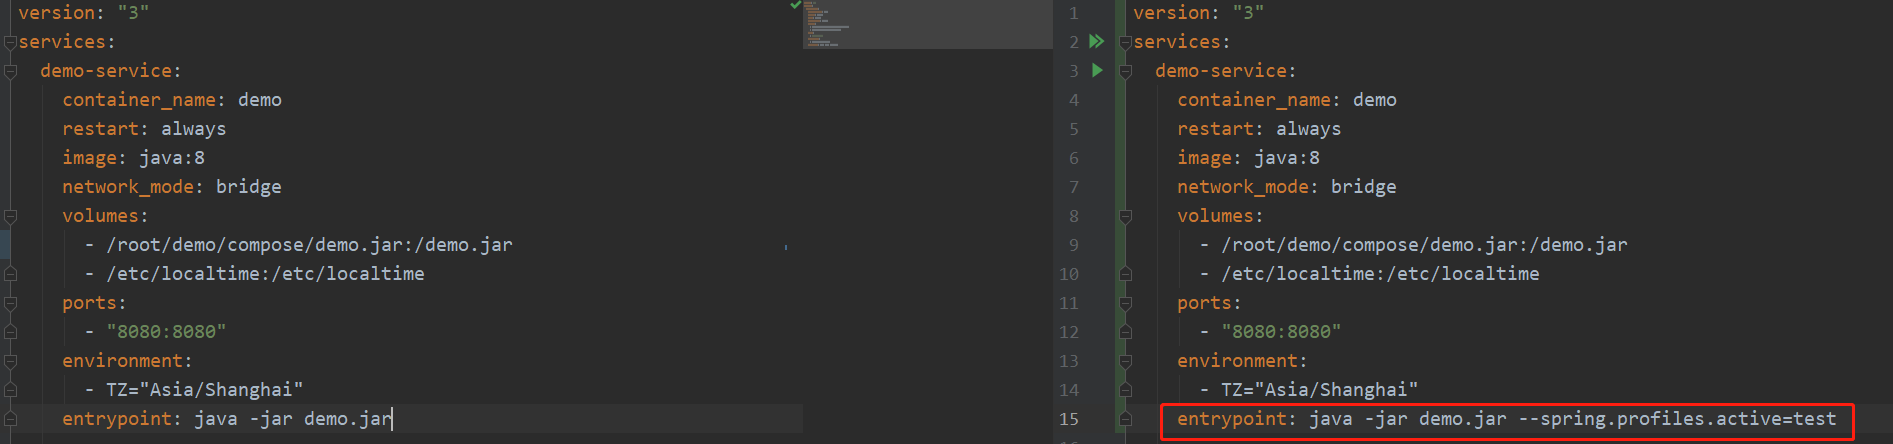 version: "3"
services:
  demo-service:
    container_name: demo
    restart: always
    image: java:8
    network_mode: bridge
    volumes:
      - /root/demo/compose/demo.jar:/demo.jar
      - /etc/localtime:/etc/localtime
    ports:
      - "8080:8080"
    environment:
      - TZ="Asia/Shanghai"
    entrypoint: java -jar demo.jar
1 version: "3"
2 services:
3   demo-service:
4     container_name: demo
5     restart: always
6     image: java:8
7     network_mode: bridge
8     volumes:
9       - /root/demo/compose/demo.jar:/demo.jar
10       - /etc/localtime:/etc/localtime
11     ports:
12       - "8080:8080"
13     environment:
14       - TZ="Asia/Shanghai"
15     entrypoint: java -jar demo.jar --spring.profiles.active=test